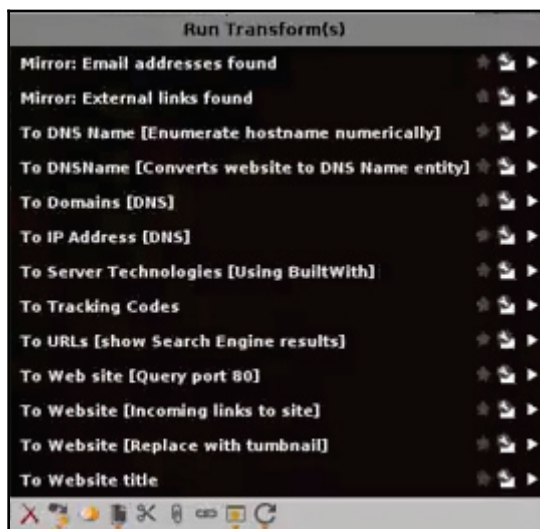 Run Transform(s)
Mirror: Email addresses found
Mirror: External links found
To DNS Name [Enumerate hostname numerically]
To DNSName [Converts website to DNS Name entity]
To Domains [DNS]
To IP Address [DNS]
To Server Technologies [Using BuiltWith]
To Tracking Codes
To URLs [show Search Engine results]
To Web site [Query port 80]
To Website [Incoming links to site]
To Website [Replace with tumbnail]
To Website title